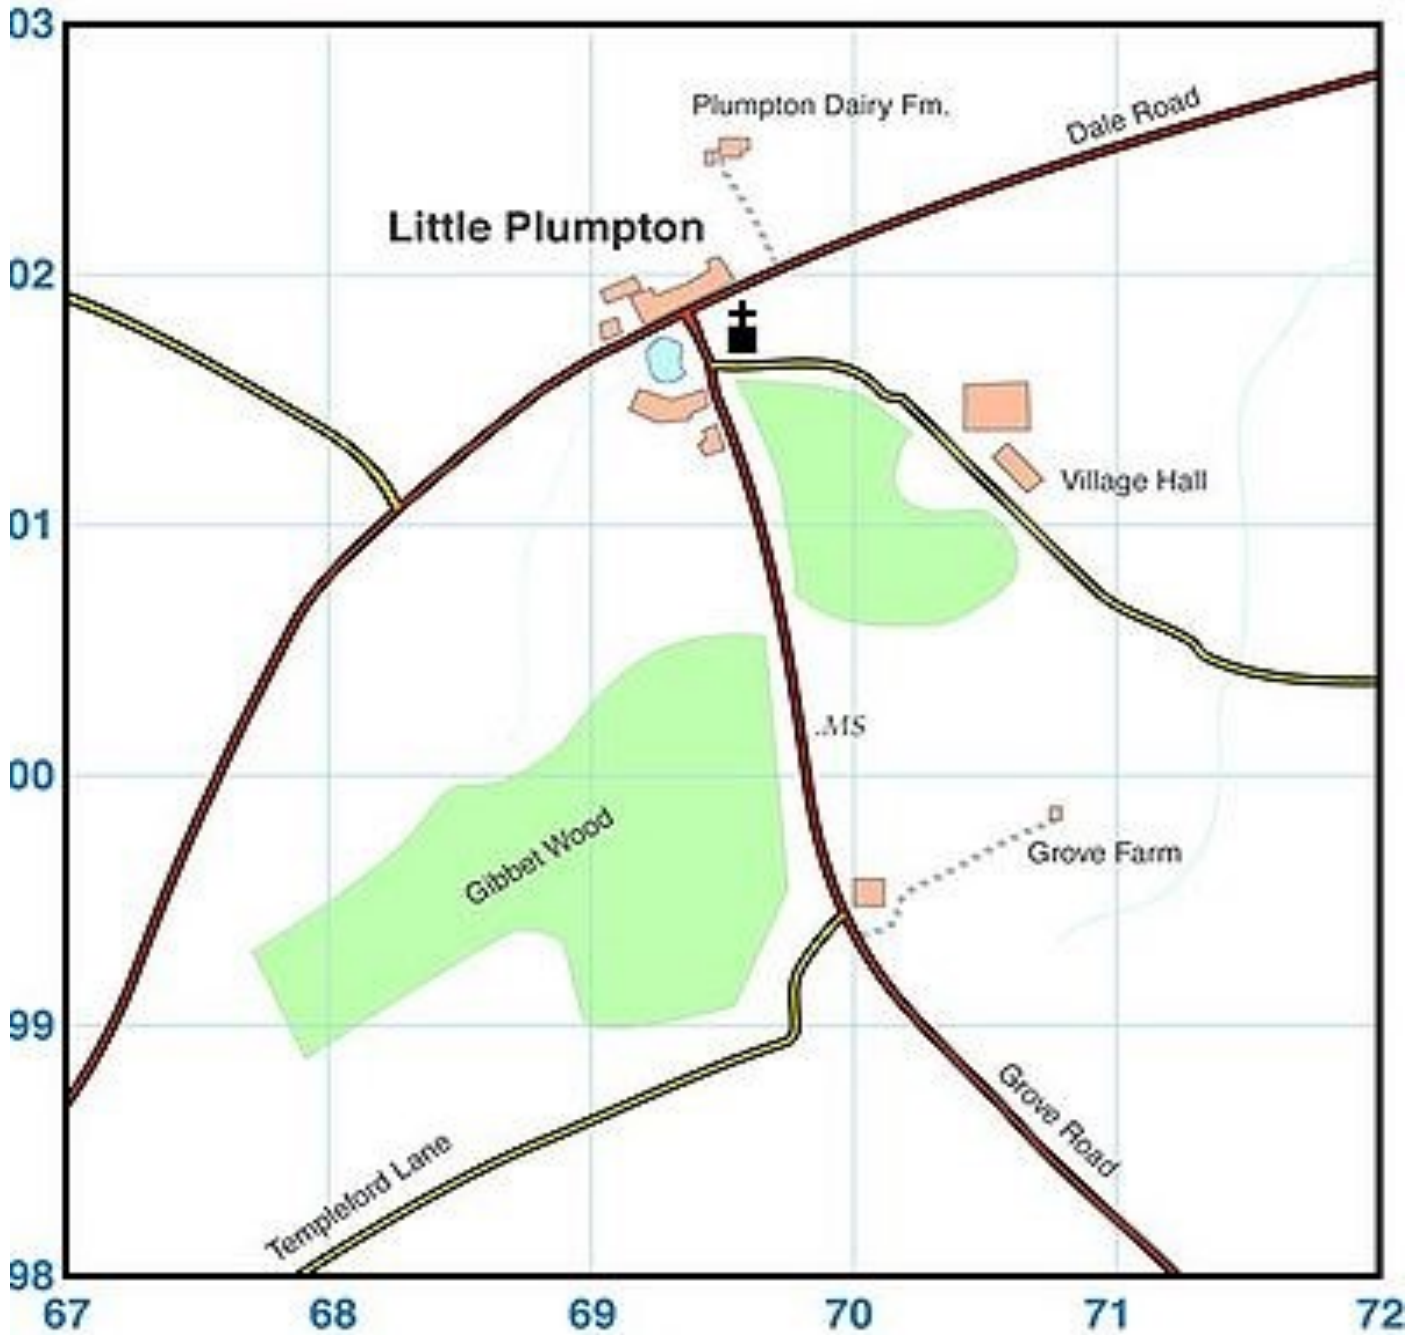 03
Plumpton Dairy Fm.
Dale Road
Little Plumpton
02
Village Hall
01
.MS
00
Gibbet Wood
Grove Farm
99
Grove Road
Templeford Lane
98
67 68 69 70 71 72